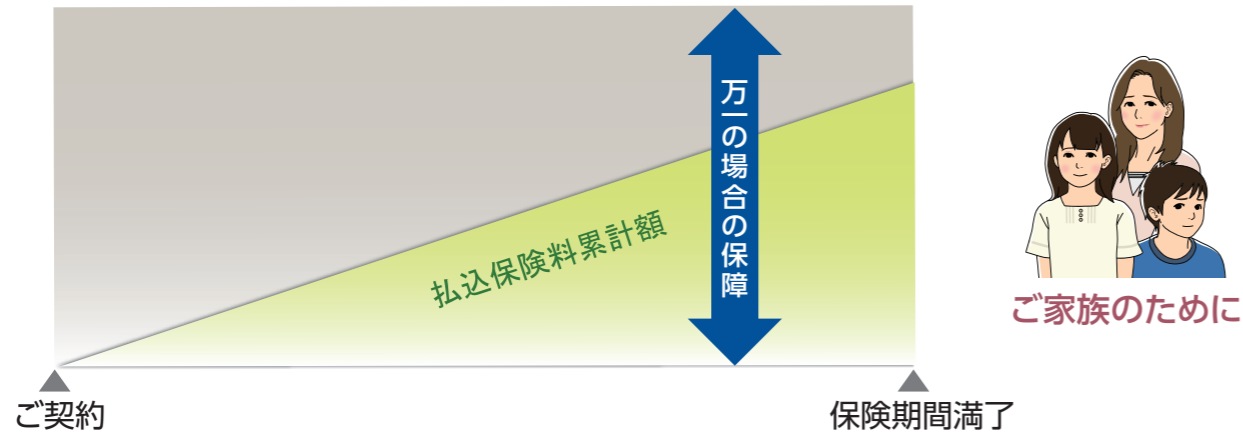 万一の場合の保障
払込保険料累計額
ご家族のために
ご契約
保険期間満了